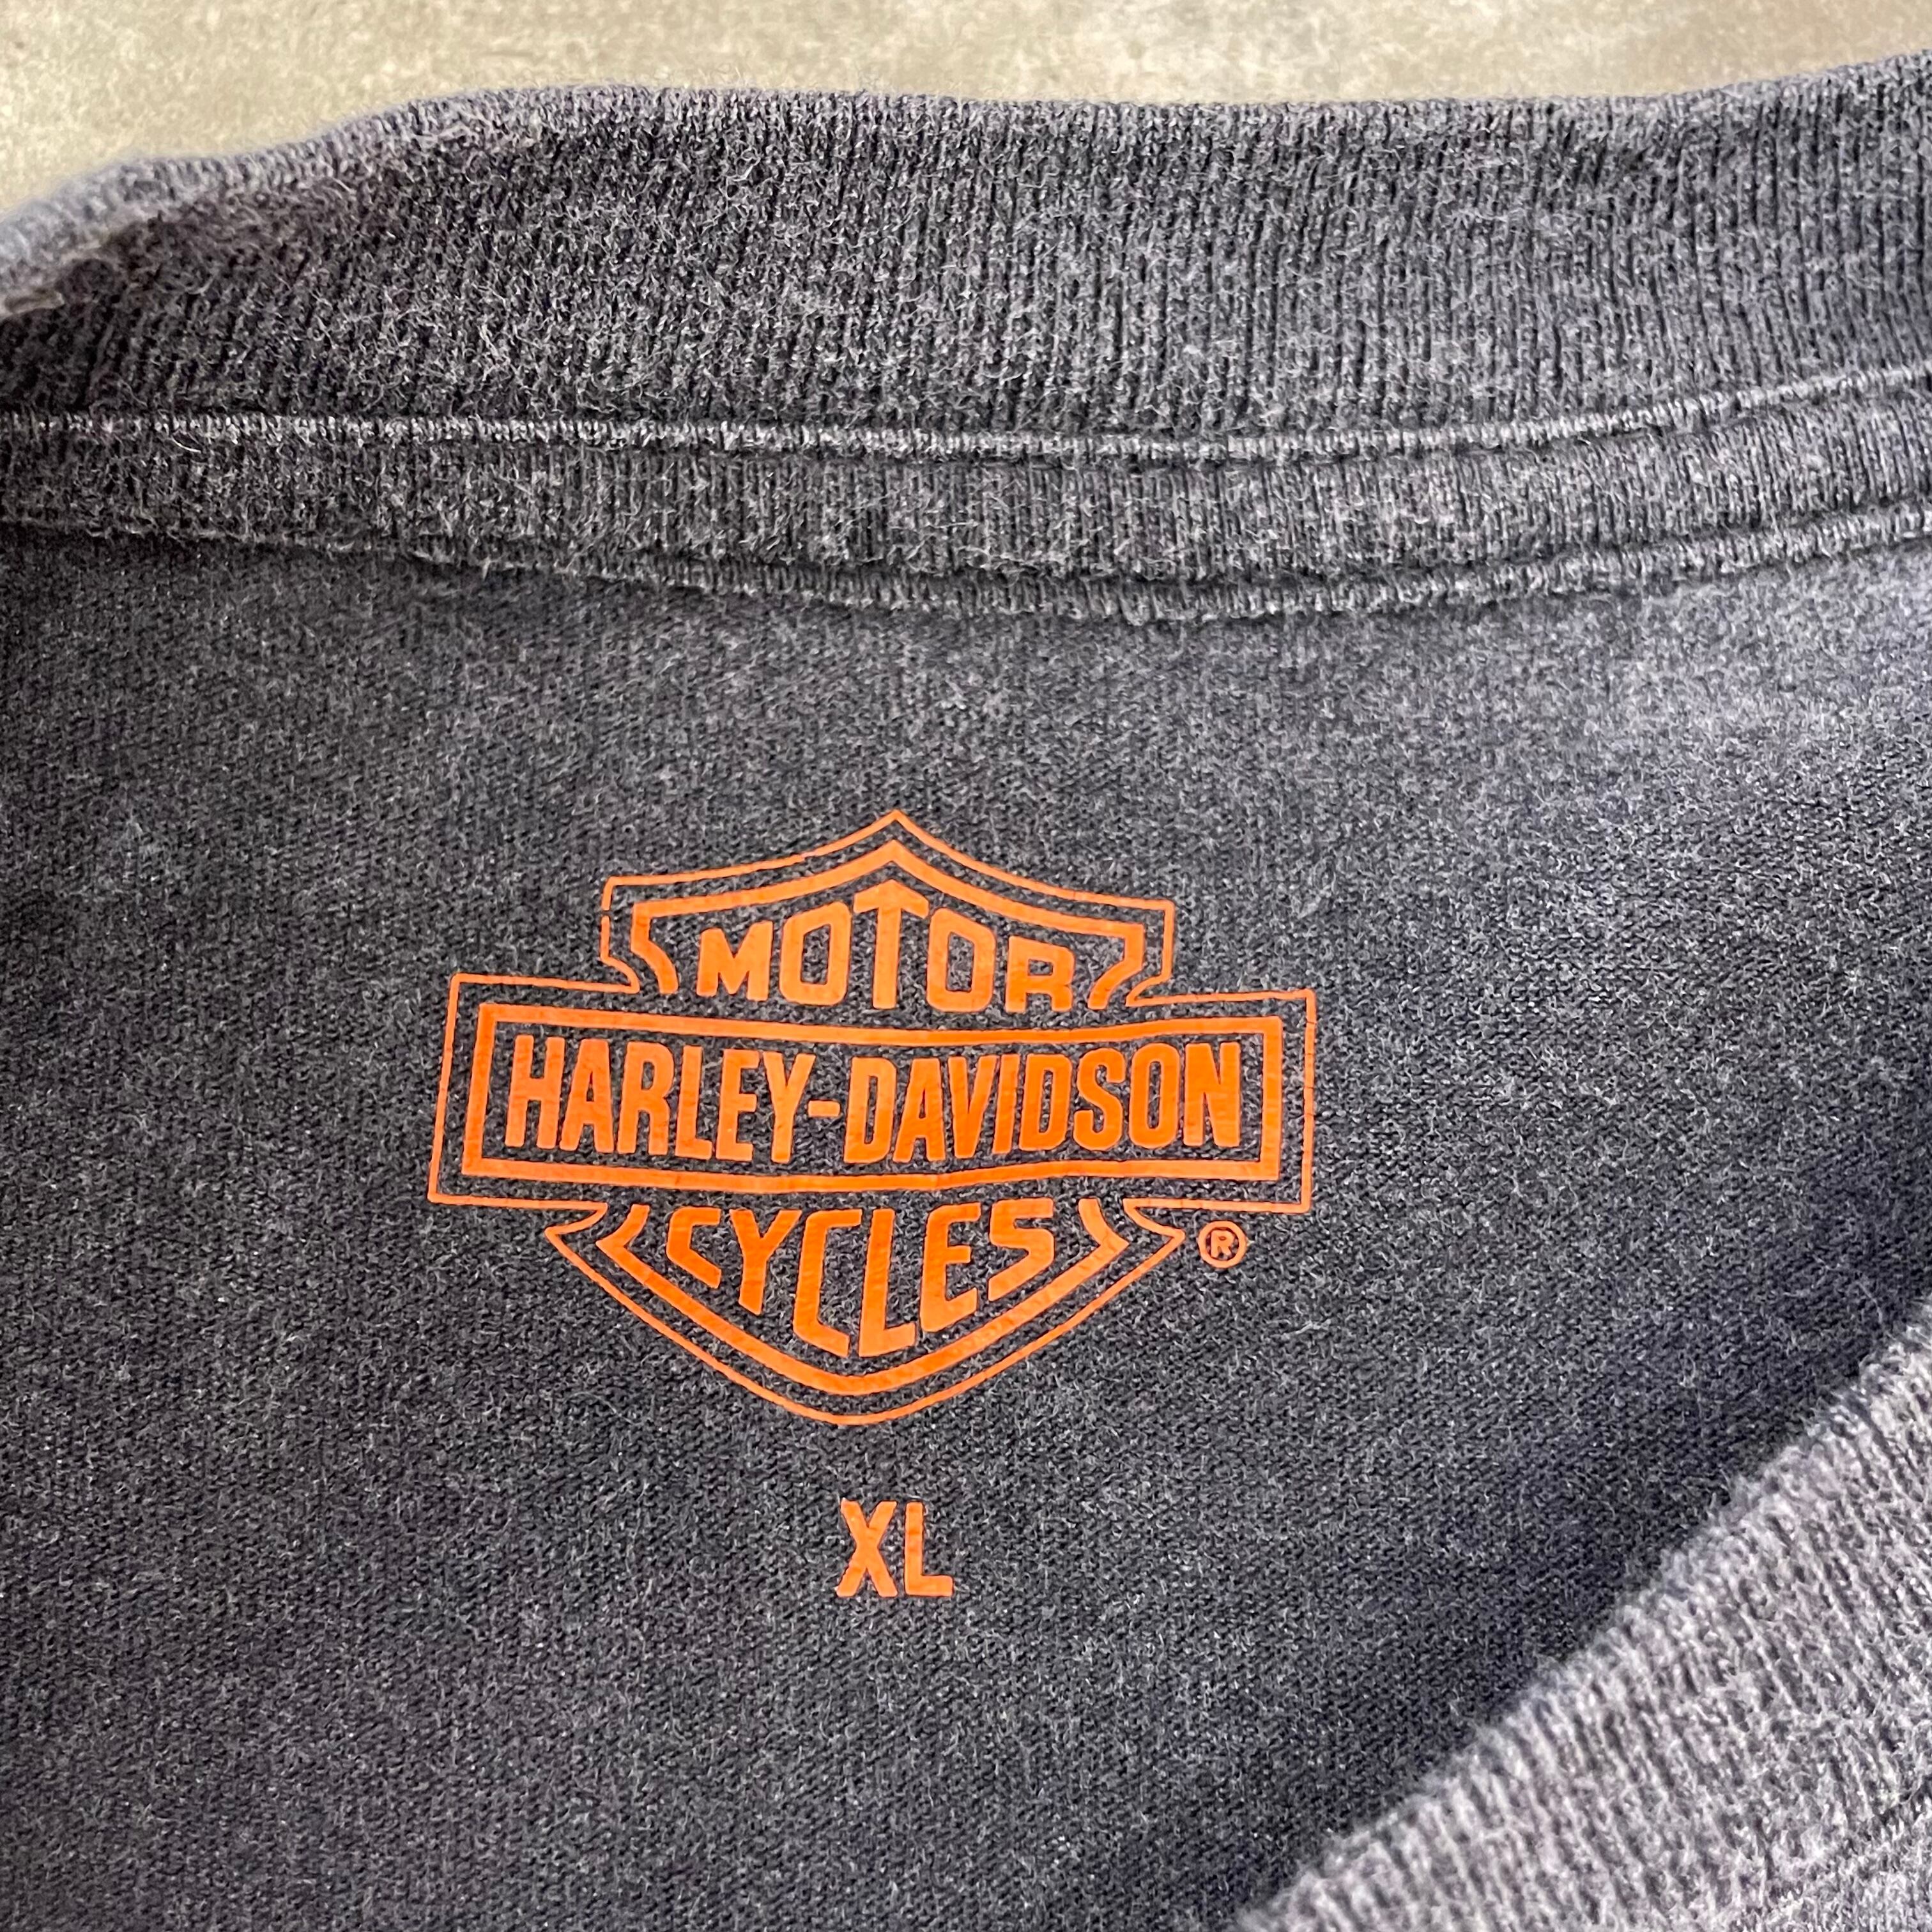 MOTOR
HARLEY-DAVIDSON
CYCLES ®
XL